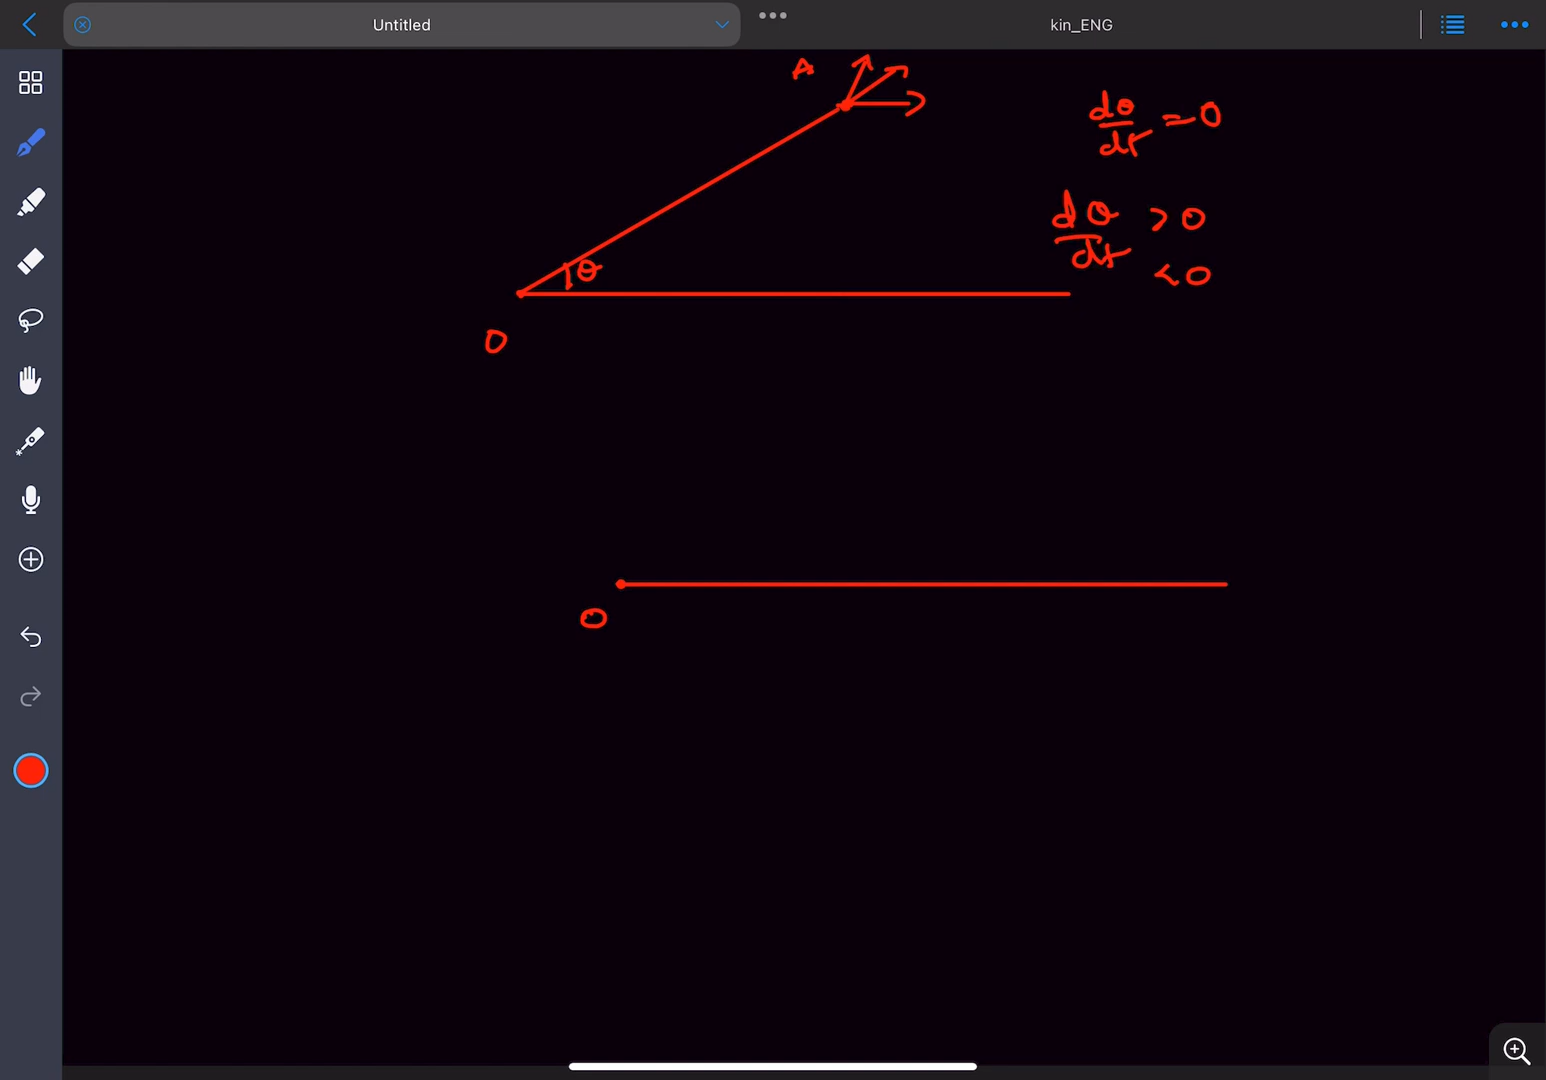 Untitled
kin_ENG
A
dθ/dt = 0
dθ/dt > 0
< 0
θ
O
O